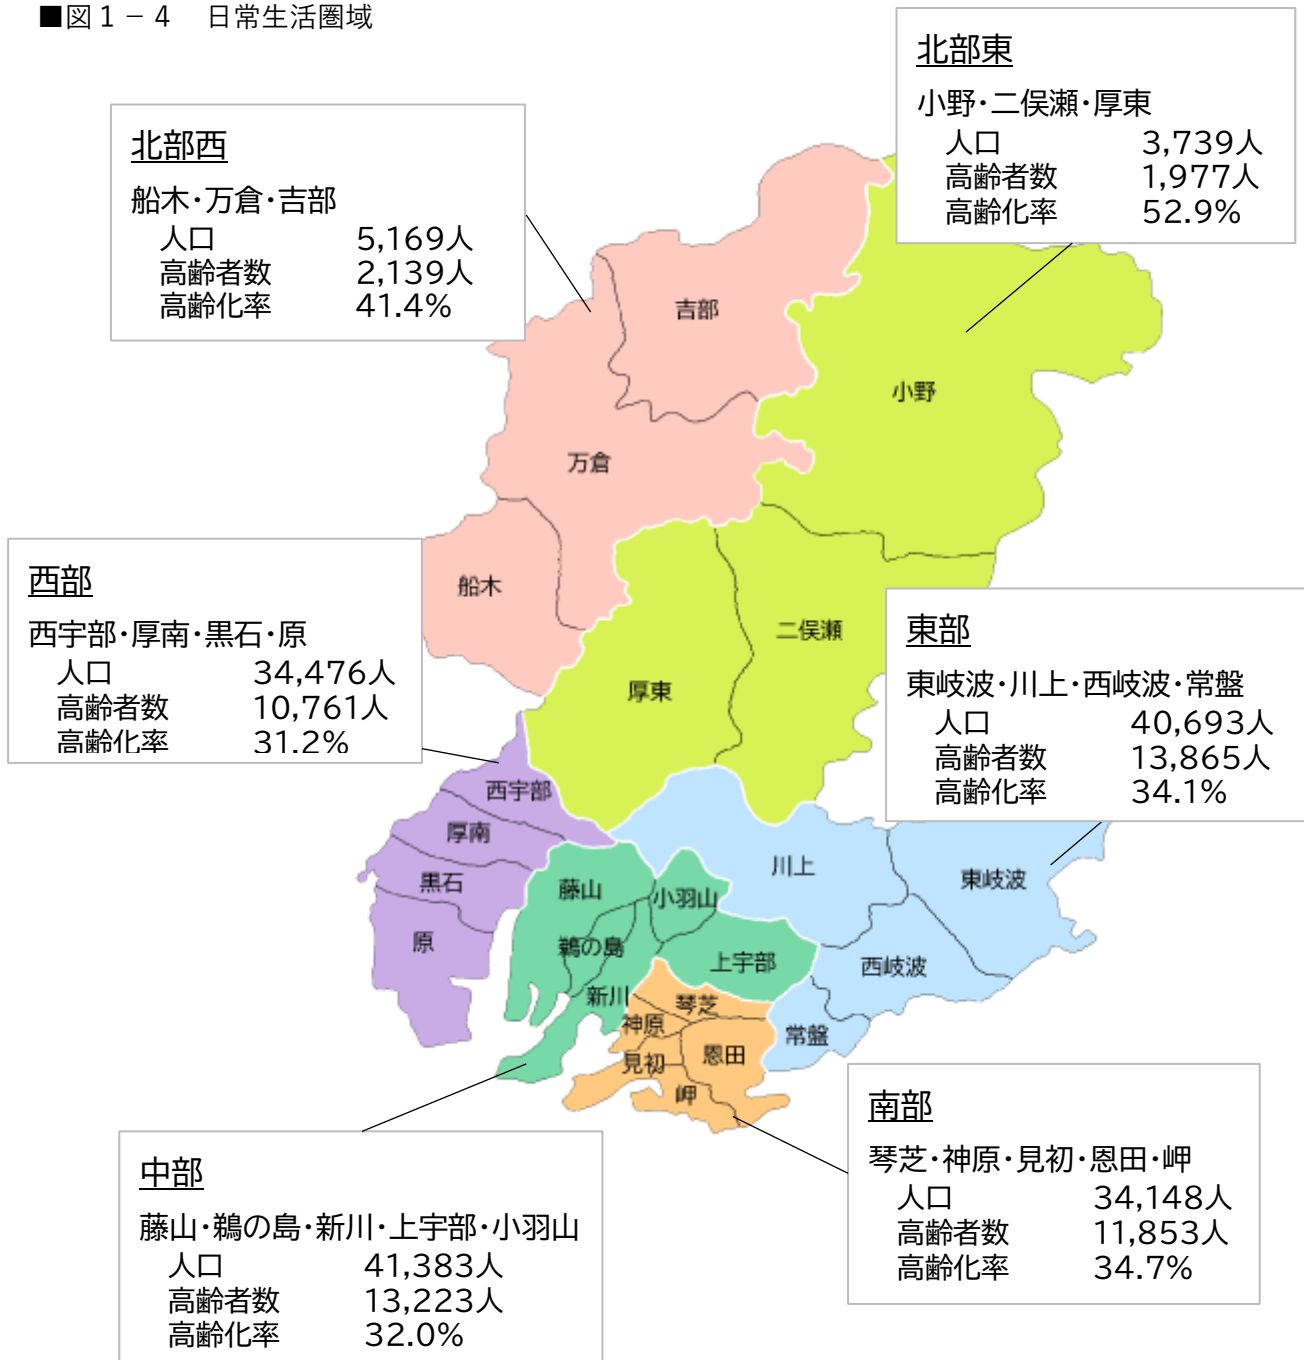 ■図1－4　日常生活圏域
北部東
小野・二俣瀬・厚東
人口 3,739人
高齢者数 1,977人
高齢化率 52.9%
北部西
船木・万倉・吉部
人口 5,169人
高齢者数 2,139人
高齢化率 41.4%
吉部
小野
万倉
船木
二俣瀬
厚東
西部
西宇部・厚南・黒石・原
人口 34,476人
高齢者数 10,761人
高齢化率 31.2%
東部
東岐波・川上・西岐波・常盤
人口 40,693人
高齢者数 13,865人
高齢化率 34.1%
西宇部
厚南
黒石
原
藤山
小羽山
鵜の島
新川
上宇部
川上
東岐波
西岐波
常盤
琴芝
神原
見初
恩田
岬
南部
琴芝・神原・見初・恩田・岬
人口 34,148人
高齢者数 11,853人
高齢化率 34.7%
中部
藤山・鵜の島・新川・上宇部・小羽山
人口 41,383人
高齢者数 13,223人
高齢化率 32.0%